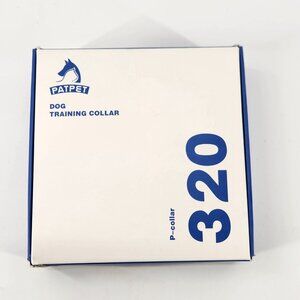 PATPET
DOG
TRAINING COLLAR
P-collar
320